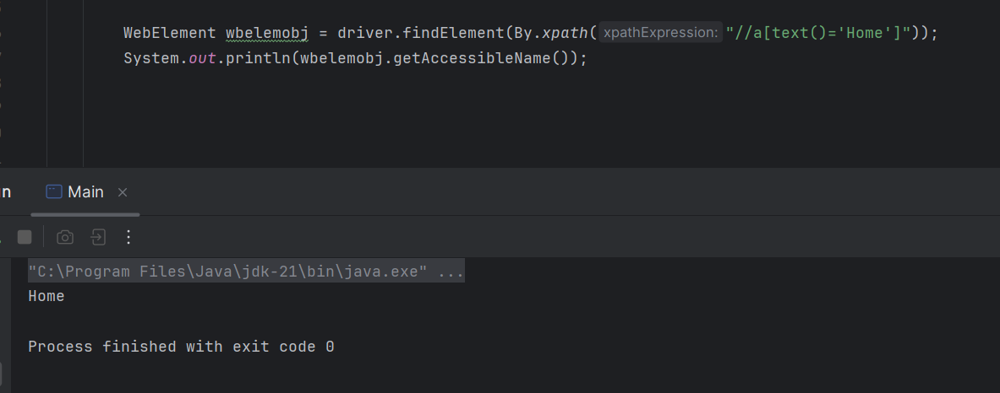 WebElement wbelemobj = driver.findElement(By.xpath( xpathExpression: "//a[text()='Home']"));
System.out.println(wbelemobj.getAccessibleName());
Main
"C:\Program Files\Java\jdk-21\bin\java.exe" ...
Home
Process finished with exit code 0